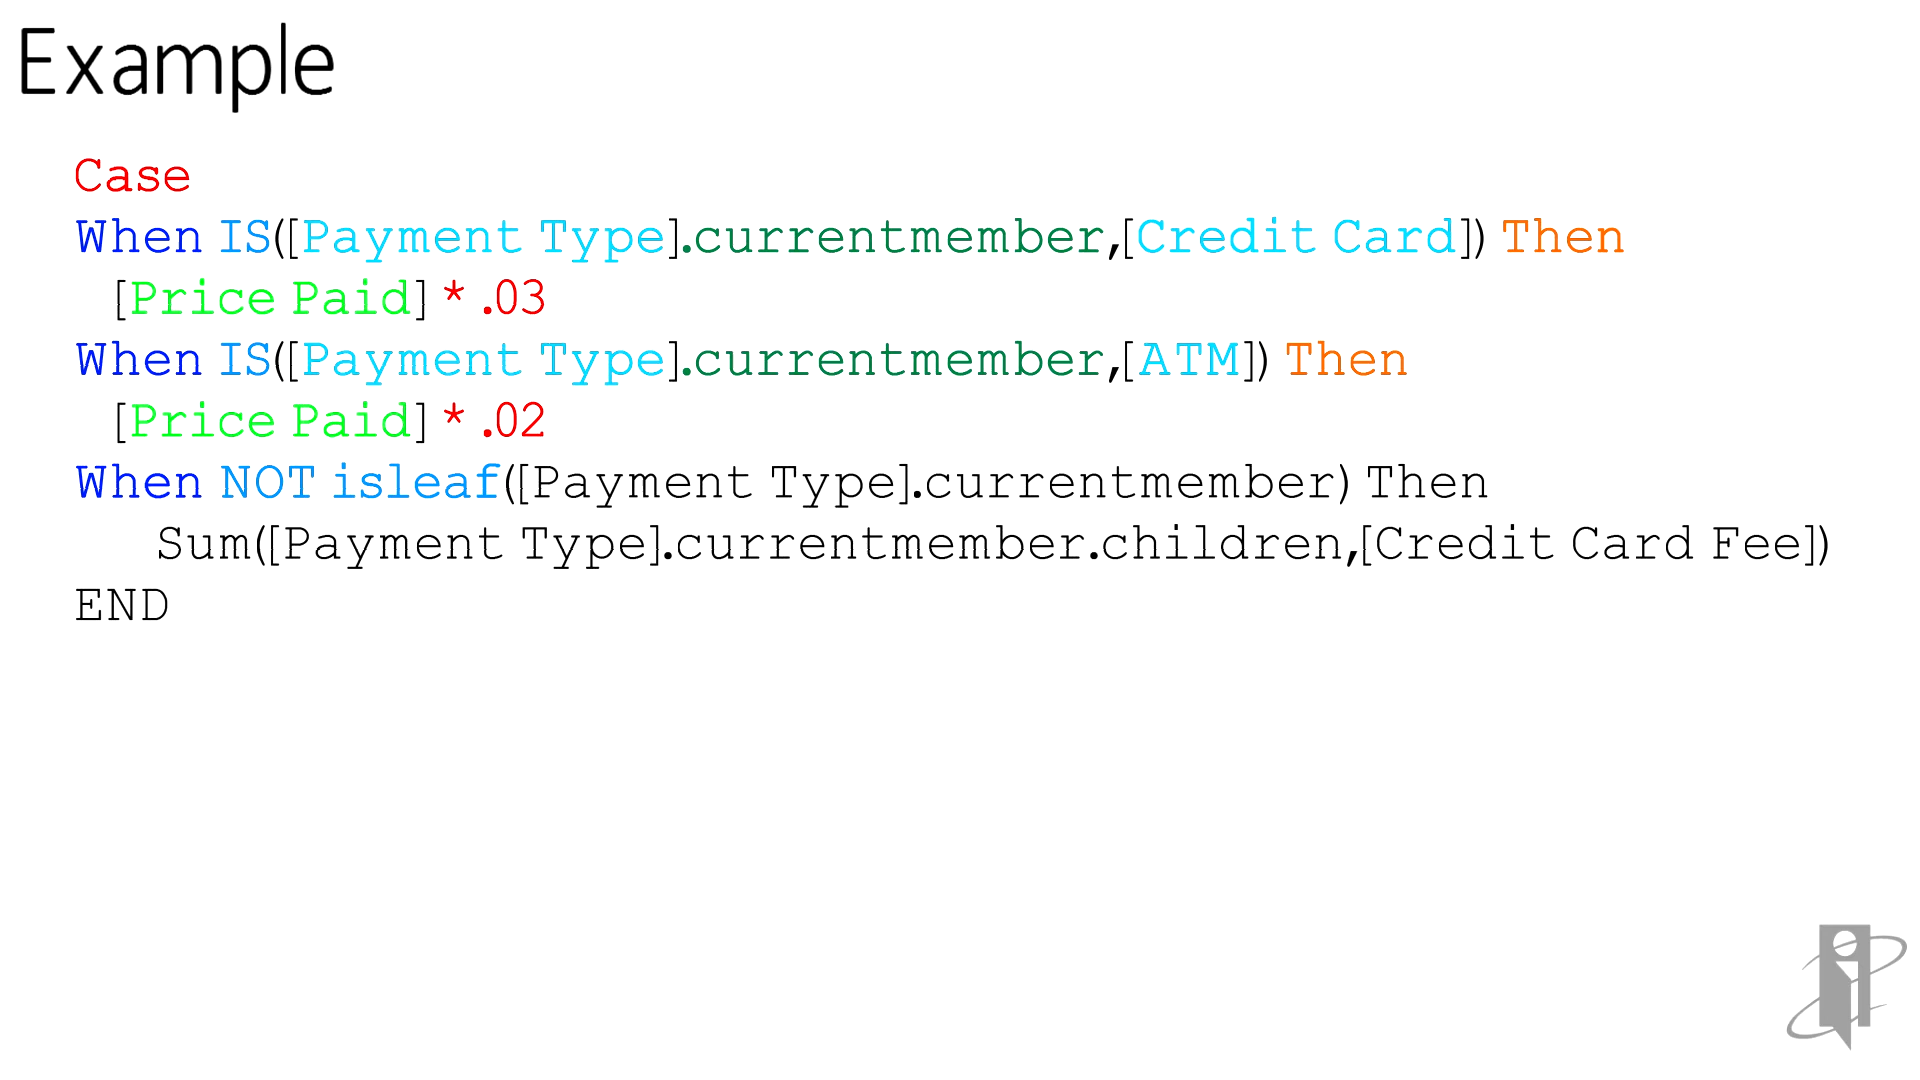 Example
Case
When IS([Payment Type].currentmember,[Credit Card]) Then
[Price Paid] * .03
When IS([Payment Type].currentmember,[ATM]) Then
[Price Paid] * .02
When NOT isleaf([Payment Type].currentmember) Then
Sum([Payment Type].currentmember.children,[Credit Card Fee])
END